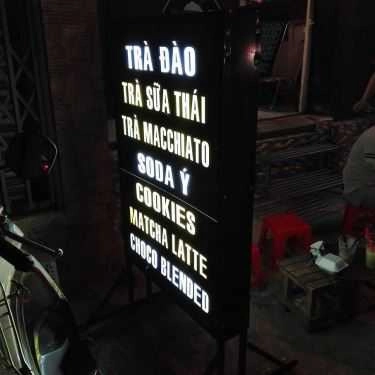 TRÀ ĐÀO
TRÀ SỮA THÁI
TRÀ MACCHIATO
SODA Ý
COOKIES
MATCHA LATTE
CHOCO BLENDED